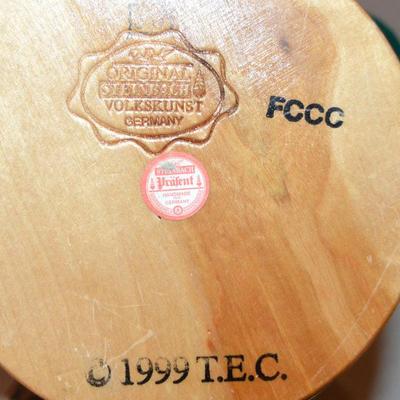 ORIGINAL
STEINBACH
VOLKSKUNST
GERMANY
FCCC
STEINBACH
Präsent
HANDMADE
GERMANY
© 1999 T.E.C.